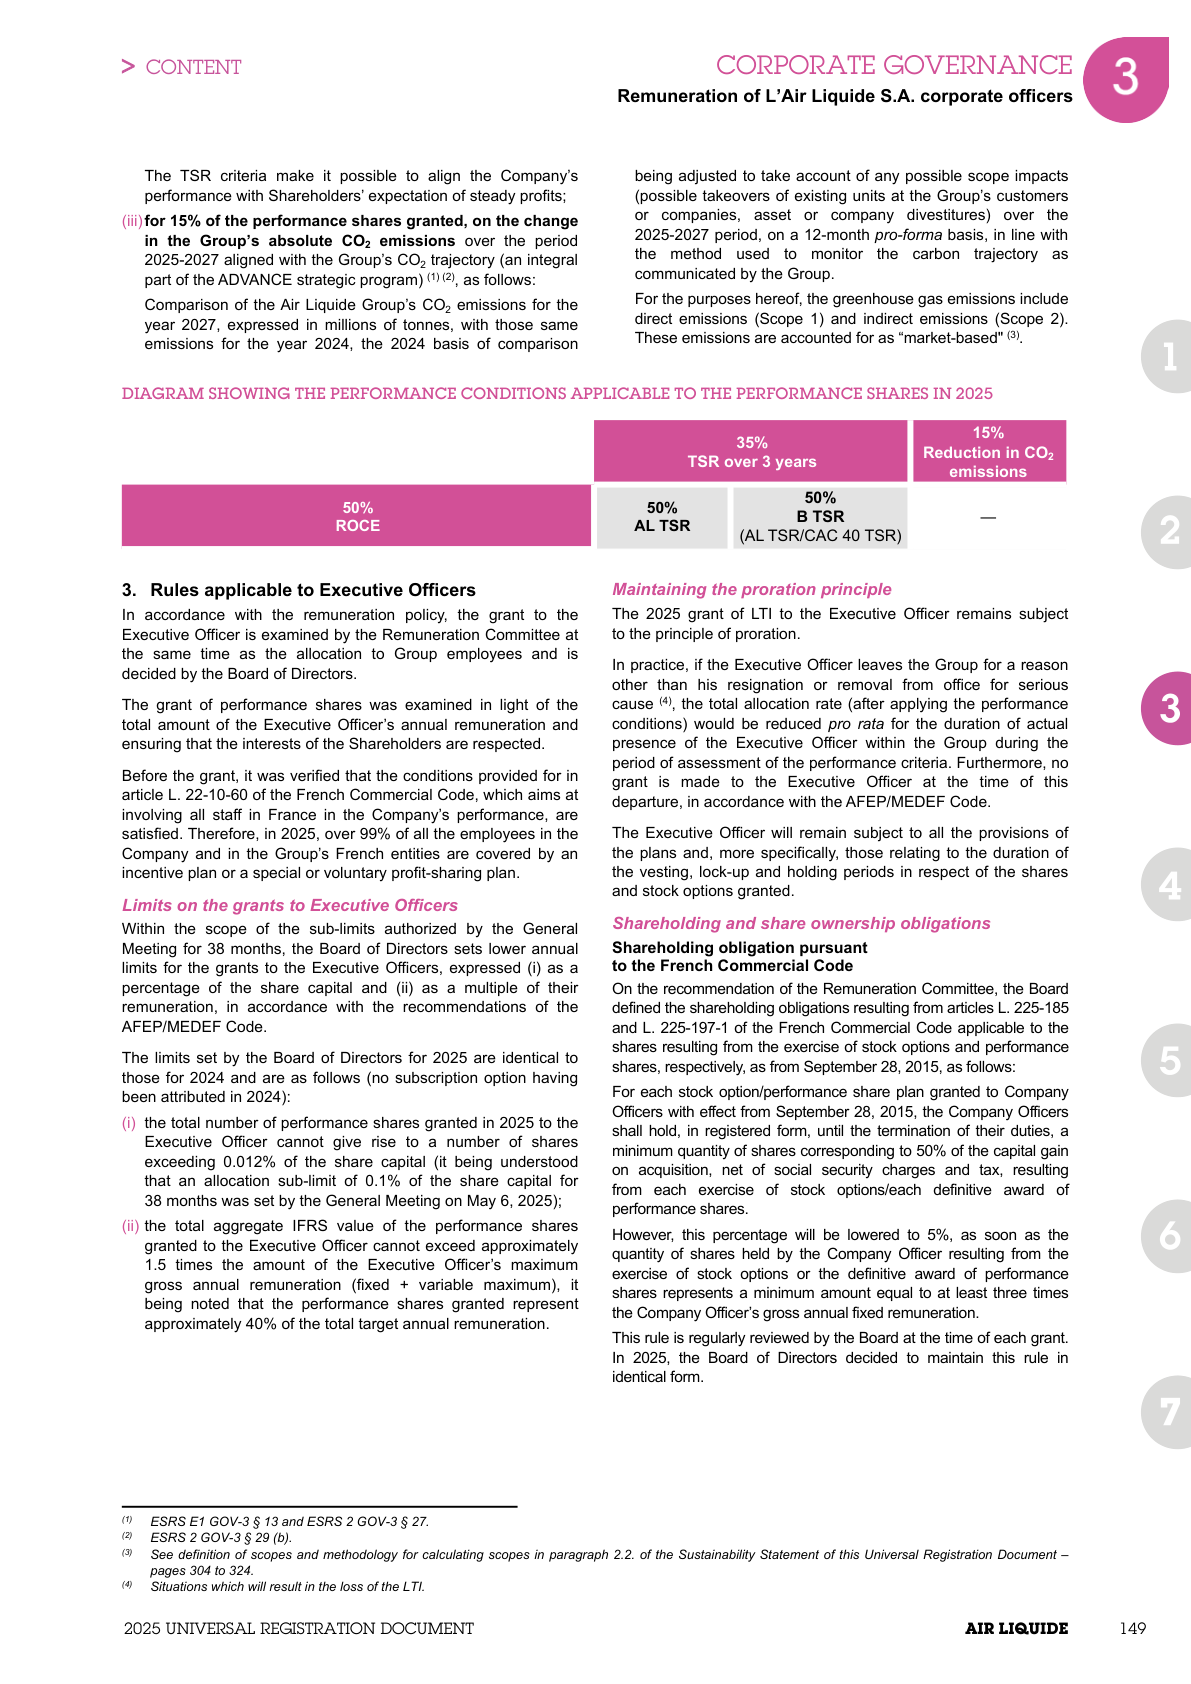 > CONTENT
CORPORATE GOVERNANCE
Remuneration of L’Air Liquide S.A. corporate officers
3
The TSR criteria make it possible to align the Company’s
performance with Shareholders’ expectation of steady profits;
(iii) for 15% of the performance shares granted, on the change
in the Group’s absolute CO₂ emissions over the period
2025-2027 aligned with the Group’s CO₂ trajectory (an integral
part of the ADVANCE strategic program) (1) (2), as follows:
Comparison of the Air Liquide Group’s CO₂ emissions for the
year 2027, expressed in millions of tonnes, with those same
emissions for the year 2024, the 2024 basis of comparison
being adjusted to take account of any possible scope impacts
(possible takeovers of existing units at the Group’s customers
or companies, asset or company divestitures) over the
2025-2027 period, on a 12-month pro-forma basis, in line with
the method used to monitor the carbon trajectory as
communicated by the Group.
For the purposes hereof, the greenhouse gas emissions include
direct emissions (Scope 1) and indirect emissions (Scope 2).
These emissions are accounted for as “market-based" (3).
DIAGRAM SHOWING THE PERFORMANCE CONDITIONS APPLICABLE TO THE PERFORMANCE SHARES IN 2025
35%
TSR over 3 years
15%
Reduction in CO₂
emissions
50%
ROCE
50%
AL TSR
50%
B TSR
(AL TSR/CAC 40 TSR)
—
3. Rules applicable to Executive Officers
In accordance with the remuneration policy, the grant to the
Executive Officer is examined by the Remuneration Committee at
the same time as the allocation to Group employees and is
decided by the Board of Directors.
The grant of performance shares was examined in light of the
total amount of the Executive Officer’s annual remuneration and
ensuring that the interests of the Shareholders are respected.
Before the grant, it was verified that the conditions provided for in
article L. 22-10-60 of the French Commercial Code, which aims at
involving all staff in France in the Company’s performance, are
satisfied. Therefore, in 2025, over 99% of all the employees in the
Company and in the Group’s French entities are covered by an
incentive plan or a special or voluntary profit-sharing plan.
Limits on the grants to Executive Officers
Within the scope of the sub-limits authorized by the General
Meeting for 38 months, the Board of Directors sets lower annual
limits for the grants to the Executive Officers, expressed (i) as a
percentage of the share capital and (ii) as a multiple of their
remuneration, in accordance with the recommendations of the
AFEP/MEDEF Code.
The limits set by the Board of Directors for 2025 are identical to
those for 2024 and are as follows (no subscription option having
been attributed in 2024):
(i) the total number of performance shares granted in 2025 to the
Executive Officer cannot give rise to a number of shares
exceeding 0.012% of the share capital (it being understood
that an allocation sub-limit of 0.1% of the share capital for
38 months was set by the General Meeting on May 6, 2025);
(ii) the total aggregate IFRS value of the performance shares
granted to the Executive Officer cannot exceed approximately
1.5 times the amount of the Executive Officer’s maximum
gross annual remuneration (fixed + variable maximum), it
being noted that the performance shares granted represent
approximately 40% of the total target annual remuneration.
Maintaining the proration principle
The 2025 grant of LTI to the Executive Officer remains subject
to the principle of proration.
In practice, if the Executive Officer leaves the Group for a reason
other than his resignation or removal from office for serious
cause (4), the total allocation rate (after applying the performance
conditions) would be reduced pro rata for the duration of actual
presence of the Executive Officer within the Group during the
period of assessment of the performance criteria. Furthermore, no
grant is made to the Executive Officer at the time of this
departure, in accordance with the AFEP/MEDEF Code.
The Executive Officer will remain subject to all the provisions of
the plans and, more specifically, those relating to the duration of
the vesting, lock-up and holding periods in respect of the shares
and stock options granted.
Shareholding and share ownership obligations
Shareholding obligation pursuant
to the French Commercial Code
On the recommendation of the Remuneration Committee, the Board
defined the shareholding obligations resulting from articles L. 225-185
and L. 225-197-1 of the French Commercial Code applicable to the
shares resulting from the exercise of stock options and performance
shares, respectively, as from September 28, 2015, as follows:
For each stock option/performance share plan granted to Company
Officers with effect from September 28, 2015, the Company Officers
shall hold, in registered form, until the termination of their duties, a
minimum quantity of shares corresponding to 50% of the capital gain
on acquisition, net of social security charges and tax, resulting
from each exercise of stock options/each definitive award of
performance shares.
However, this percentage will be lowered to 5%, as soon as the
quantity of shares held by the Company Officer resulting from the
exercise of stock options or the definitive award of performance
shares represents a minimum amount equal to at least three times
the Company Officer’s gross annual fixed remuneration.
This rule is regularly reviewed by the Board at the time of each grant.
In 2025, the Board of Directors decided to maintain this rule in
identical form.
1
2
3
4
5
6
7
(1) ESRS E1 GOV-3 § 13 and ESRS 2 GOV-3 § 27.
(2) ESRS 2 GOV-3 § 29 (b).
(3) See definition of scopes and methodology for calculating scopes in paragraph 2.2. of the Sustainability Statement of this Universal Registration Document –
pages 304 to 324.
(4) Situations which will result in the loss of the LTI.
2025 UNIVERSAL REGISTRATION DOCUMENT
AIR LIQUIDE
149